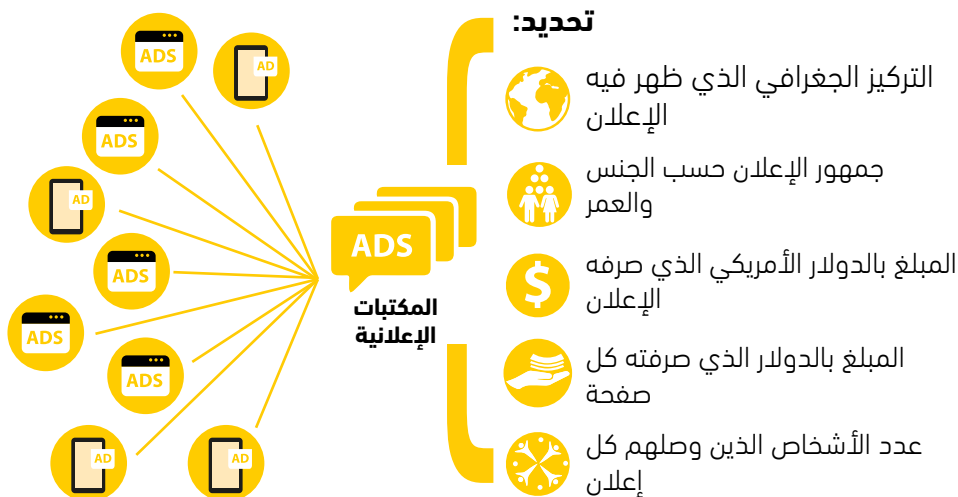 تحديد:
التركيز الجغرافي الذي ظهر فيه
الإعلان
جمهور الإعلان حسب الجنس
والعمر
المبلغ بالدولار الأمريكي الذي صرفه
الإعلان
المبلغ بالدولار الذي صرفته كل
صفحة
عدد الأشخاص الذين وصلهم كل
إعلان
ADS
المكتبات
الإعلانية
ADS
AD
ADS
AD
ADS
ADS
ADS
AD
AD
$